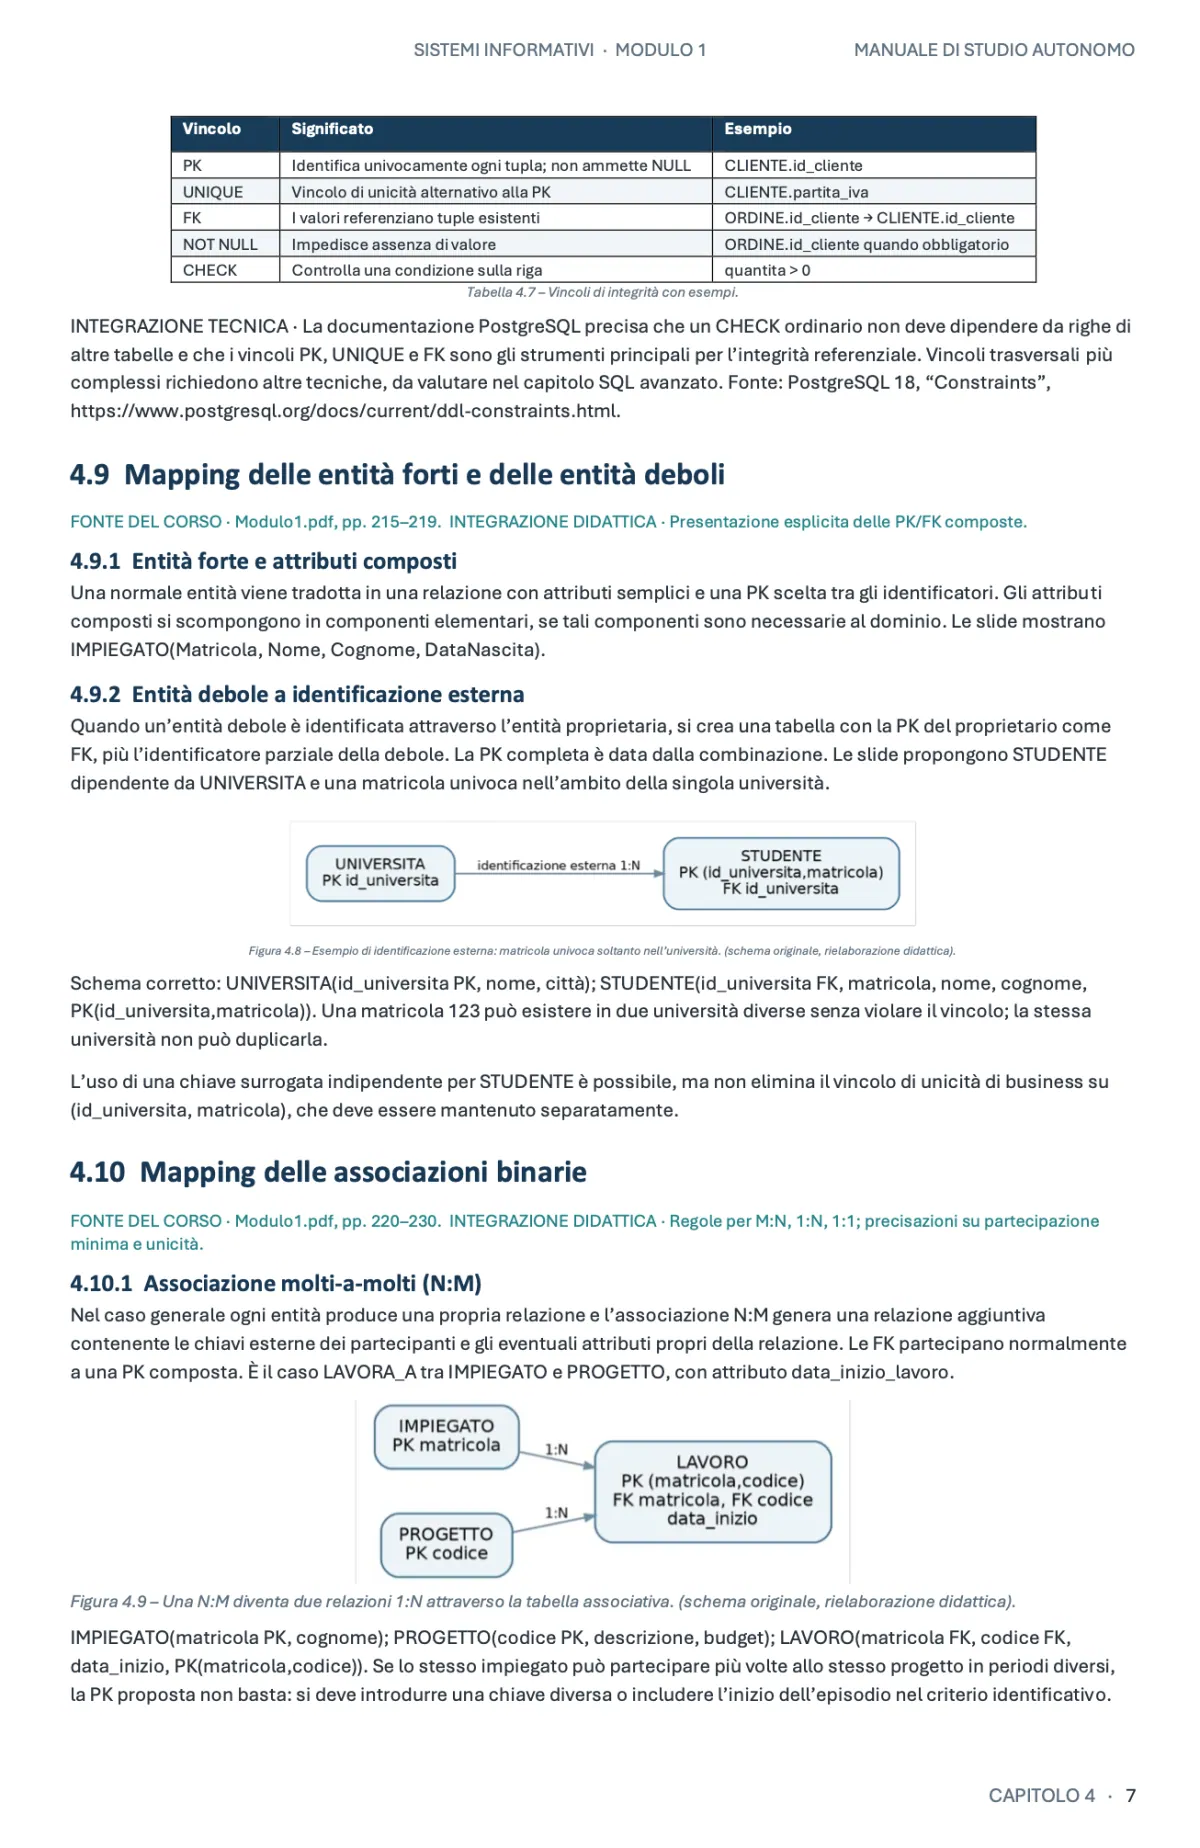 SISTEMI INFORMATIVI · MODULO 1 MANUALE DI STUDIO AUTONOMO
Vincolo Significato Esempio
PK Identifica univocamente ogni tupla; non ammette NULL CLIENTE.id_cliente
UNIQUE Vincolo di unicità alternativo alla PK CLIENTE.partita_iva
FK I valori referenziano tuple esistenti ORDINE.id_cliente → CLIENTE.id_cliente
NOT NULL Impedisce assenza di valore ORDINE.id_cliente quando obbligatorio
CHECK Controlla una condizione sulla riga quantita > 0
Tabella 4.7 – Vincoli di integrità con esempi.
INTEGRAZIONE TECNICA · La documentazione PostgreSQL precisa che un CHECK ordinario non deve dipendere da righe di
altre tabelle e che i vincoli PK, UNIQUE e FK sono gli strumenti principali per l’integrità referenziale. Vincoli trasversali più
complessi richiedono altre tecniche, da valutare nel capitolo SQL avanzato. Fonte: PostgreSQL 18, “Constraints”,
https://www.postgresql.org/docs/current/ddl-constraints.html.
4.9 Mapping delle entità forti e delle entità deboli
FONTE DEL CORSO · Modulo1.pdf, pp. 215–219. INTEGRAZIONE DIDATTICA · Presentazione esplicita delle PK/FK composte.
4.9.1 Entità forte e attributi composti
Una normale entità viene tradotta in una relazione con attributi semplici e una PK scelta tra gli identificatori. Gli attributi
composti si scompongono in componenti elementari, se tali componenti sono necessarie al dominio. Le slide mostrano
IMPIEGATO(Matricola, Nome, Cognome, DataNascita).
4.9.2 Entità debole a identificazione esterna
Quando un’entità debole è identificata attraverso l’entità proprietaria, si crea una tabella con la PK del proprietario come
FK, più l’identificatore parziale della debole. La PK completa è data dalla combinazione. Le slide propongono STUDENTE
dipendente da UNIVERSITA e una matricola univoca nell’ambito della singola università.
UNIVERSITA
PK id_universita
identificazione esterna 1:N
STUDENTE
PK (id_universita,matricola)
FK id_universita
Figura 4.8 – Esempio di identificazione esterna: matricola univoca soltanto nell’università. (schema originale, rielaborazione didattica).
Schema corretto: UNIVERSITA(id_universita PK, nome, città); STUDENTE(id_universita FK, matricola, nome, cognome,
PK(id_universita,matricola)). Una matricola 123 può esistere in due università diverse senza violare il vincolo; la stessa
università non può duplicarla.
L’uso di una chiave surrogata indipendente per STUDENTE è possibile, ma non elimina il vincolo di unicità di business su
(id_universita, matricola), che deve essere mantenuto separatamente.
4.10 Mapping delle associazioni binarie
FONTE DEL CORSO · Modulo1.pdf, pp. 220–230. INTEGRAZIONE DIDATTICA · Regole per M:N, 1:N, 1:1; precisazioni su partecipazione
minima e unicità.
4.10.1 Associazione molti-a-molti (N:M)
Nel caso generale ogni entità produce una propria relazione e l’associazione N:M genera una relazione aggiuntiva
contenente le chiavi esterne dei partecipanti e gli eventuali attributi propri della relazione. Le FK partecipano normalmente
a una PK composta. È il caso LAVORA_A tra IMPIEGATO e PROGETTO, con attributo data_inizio_lavoro.
IMPIEGATO
PK matricola
1:N
LAVORO
PK (matricola,codice)
FK matricola, FK codice
data_inizio
1:N
PROGETTO
PK codice
Figura 4.9 – Una N:M diventa due relazioni 1:N attraverso la tabella associativa. (schema originale, rielaborazione didattica).
IMPIEGATO(matricola PK, cognome); PROGETTO(codice PK, descrizione, budget); LAVORO(matricola FK, codice FK,
data_inizio, PK(matricola,codice)). Se lo stesso impiegato può partecipare più volte allo stesso progetto in periodi diversi,
la PK proposta non basta: si deve introdurre una chiave diversa o includere l’inizio dell’episodio nel criterio identificativo.
CAPITOLO 4 · 7